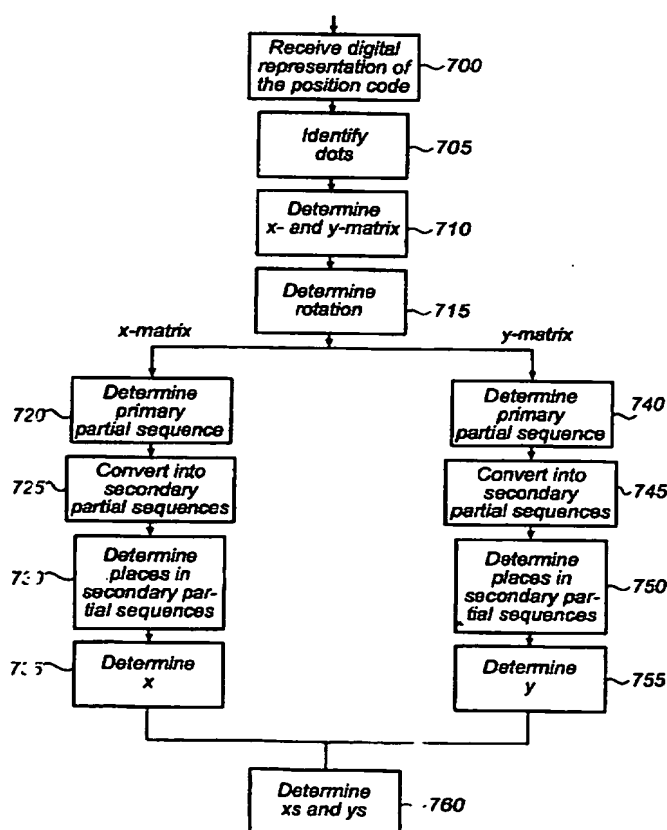 Receive digital
representation of
the position code
700
Identify
dots
705
Determine
x- and y-matrix
710
Determine
rotation
715
x-matrix
y-matrix
Determine
primary
partial sequence
720
Determine
primary
partial sequence
740
Convert into
secondary
partial sequences
725
Convert into
secondary
partial sequences
745
Determine
places in
secondary par-
tial sequences
730
Determine
places in
secondary par-
tial sequences
750
Determine
x
735
Determine
y
755
Determine
xs and ys
760